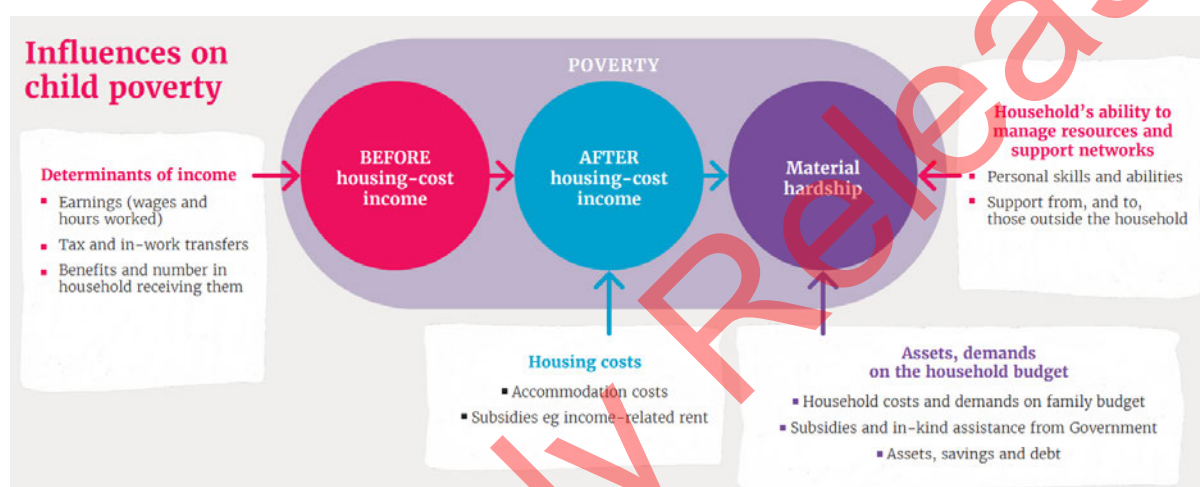 Influences on
child poverty
POVERTY
Determinants of income
▪ Earnings (wages and
hours worked)
▪ Tax and in-work transfers
▪ Benefits and number in
household receiving them
BEFORE
housing-cost
income
AFTER
housing-cost
income
Material
hardship
Household's ability to
manage resources and
support networks
▪ Personal skills and abilities
▪ Support from, and to,
those outside the household
Housing costs
▪ Accommodation costs
▪ Subsidies eg income-related rent
Assets, demands
on the household budget
▪ Household costs and demands on family budget
▪ Subsidies and in-kind assistance from Government
▪ Assets, savings and debt